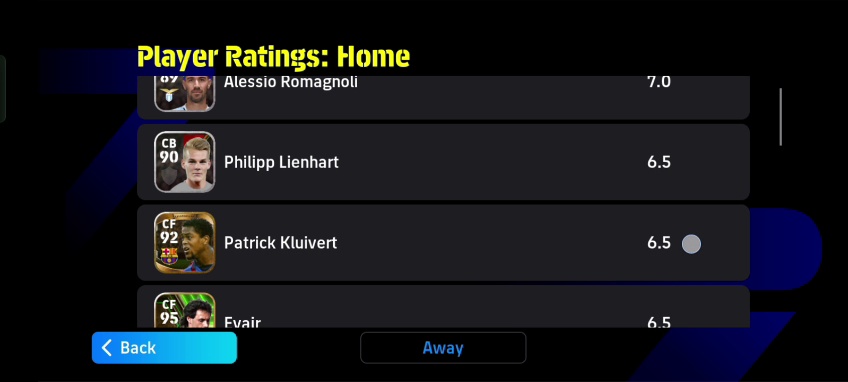 Player Ratings: Home
89
Alessio Romagnoli
7.0
CB
90
Philipp Lienhart
6.5
CF
92
Patrick Kluivert
6.5
CF
95
Evair
6.5
Back
Away